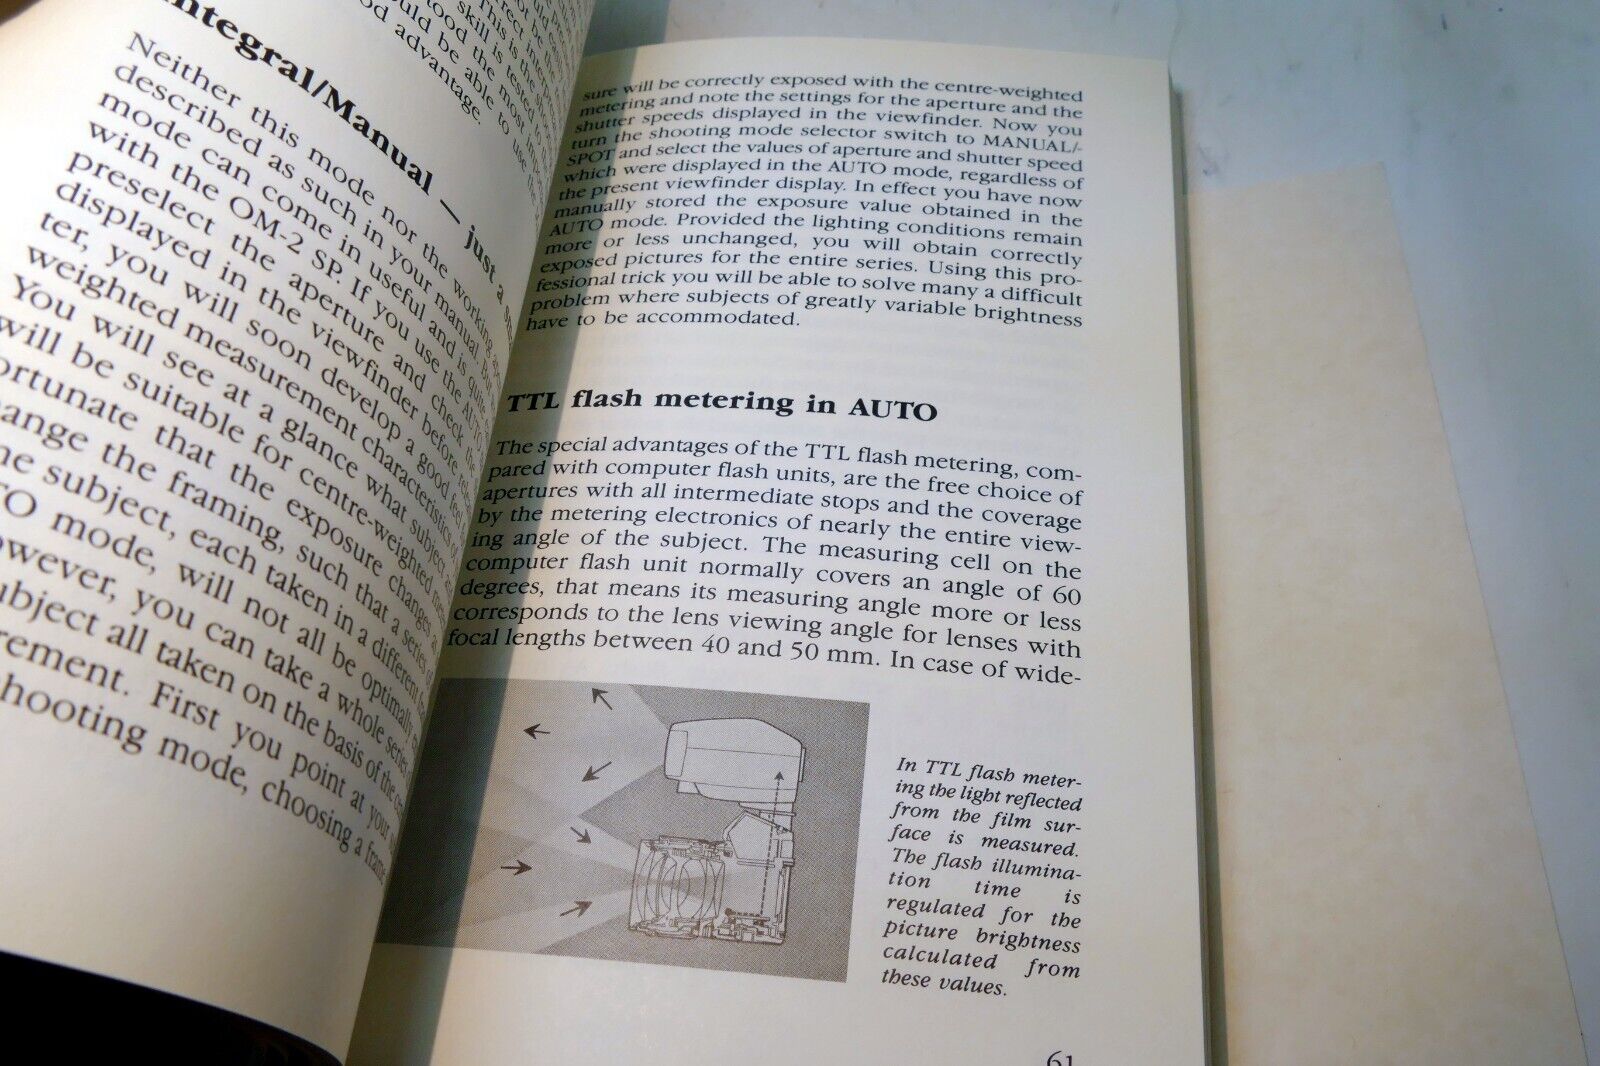 Integral/Manual – just a
Neither this mode nor the working
described as such in your manual. But
mode can come in useful and is quite
with the OM-2 SP. If you use the AUTO
preselect the aperture and check the
displayed in the viewfinder before
ter, you will soon develop a good feel
weighted measurement characteristics of
You will see at a glance what subject
will be suitable for centre-weighted
ortunate that the exposure changes
ange the framing, such that a series of
he subject, each taken in a different
TO mode, will not all be optimally
owever, you can take a whole series of
ubject all taken on the basis of the
rement. First you point at your
hooting mode, choosing a frame
sure will be correctly exposed with the centre-weighted
metering and note the settings for the aperture and the
shutter speeds displayed in the viewfinder. Now you
turn the shooting mode selector switch to MANUAL/-
SPOT and select the values of aperture and shutter speed
which were displayed in the AUTO mode, regardless of
the present viewfinder display. In effect you have now
manually stored the exposure value obtained in the
AUTO mode. Provided the lighting conditions remain
more or less unchanged, you will obtain correctly
exposed pictures for the entire series. Using this pro-
fessional trick you will be able to solve many a difficult
problem where subjects of greatly variable brightness
have to be accommodated.
TTL flash metering in AUTO
The special advantages of the TTL flash metering, com-
pared with computer flash units, are the free choice of
apertures with all intermediate stops and the coverage
by the metering electronics of nearly the entire view-
ing angle of the subject. The measuring cell on the
computer flash unit normally covers an angle of 60
degrees, that means its measuring angle more or less
corresponds to the lens viewing angle for lenses with
focal lengths between 40 and 50 mm. In case of wide-
In TTL flash meter-
ing the light reflected
from the film sur-
face is measured.
The flash illumina-
tion time is
regulated for the
picture brightness
calculated from
these values.
61